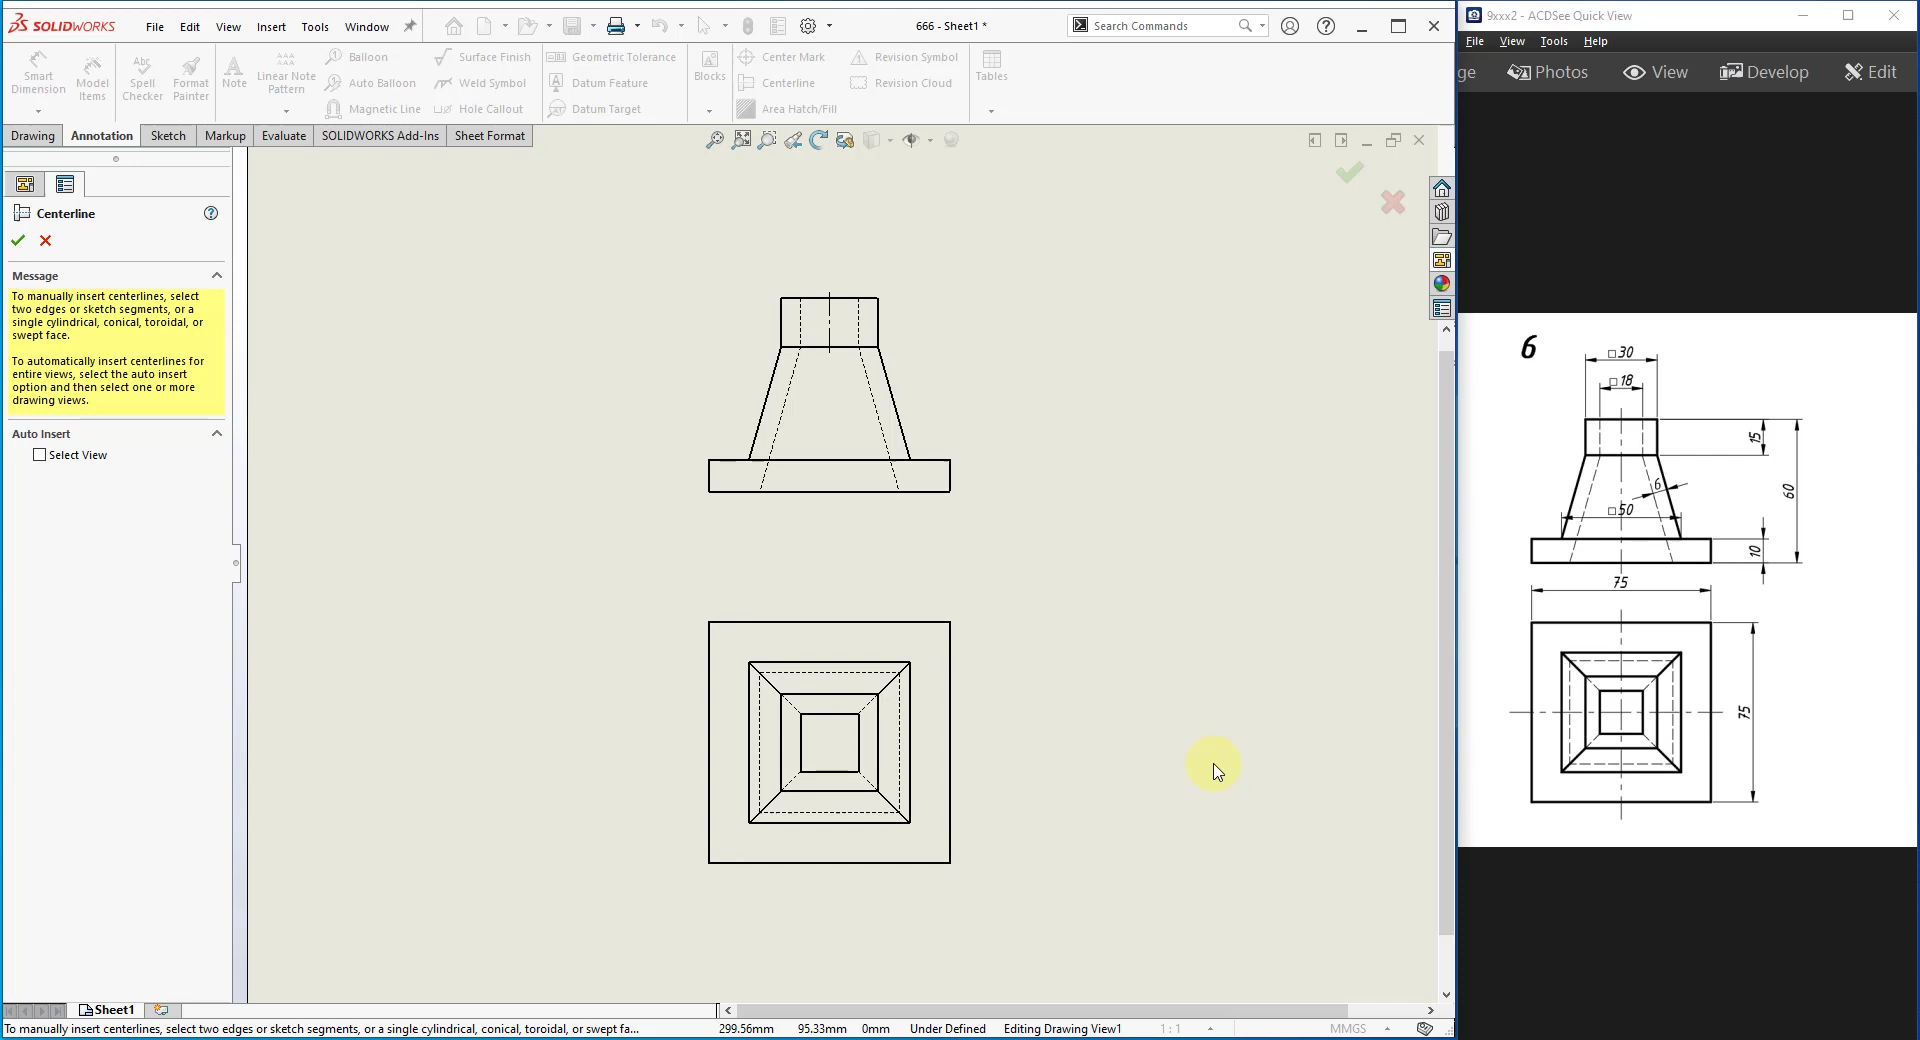 SOLIDWORKS File Edit View Insert Tools Window 666 - Sheet1 * Search Commands
Smart Dimension
Model Items
Spell Checker
Format Painter
Note
Linear Note Pattern
Balloon
Auto Balloon
Magnetic Line
Surface Finish
Weld Symbol
Hole Callout
Geometric Tolerance
Datum Feature
Datum Target
Blocks
Center Mark
Centerline
Area Hatch/Fill
Revision Symbol
Revision Cloud
Tables
Drawing Annotation Sketch Markup Evaluate SOLIDWORKS Add-Ins Sheet Format
Centerline
Message
To manually insert centerlines, select
two edges or sketch segments, or a
single cylindrical, conical, toroidal, or
swept face.
To automatically insert centerlines for
entire views, select the auto insert
option and then select one or more
drawing views.
Auto Insert
Select View
Sheet1
To manually insert centerlines, select two edges or sketch segments, or a single cylindrical, conical, toroidal, or swept fa... 299.56mm 95.33mm 0mm Under Defined Editing Drawing View1 1 : 1 MMGS
9xxx2 - ACDSee Quick View
File View Tools Help
ge Photos View Develop Edit
6
□30
□18
15
60
6
□50
10
75
75